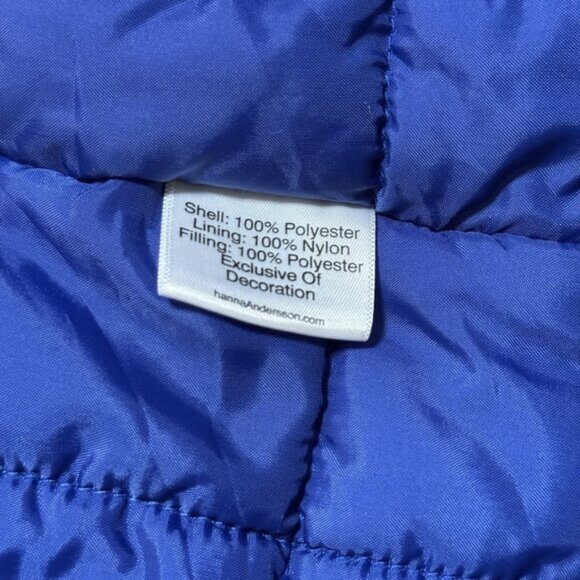 Shell: 100% Polyester
Lining: 100% Nylon
Filling: 100% Polyester
Exclusive Of
Decoration
hannaAndersson.com